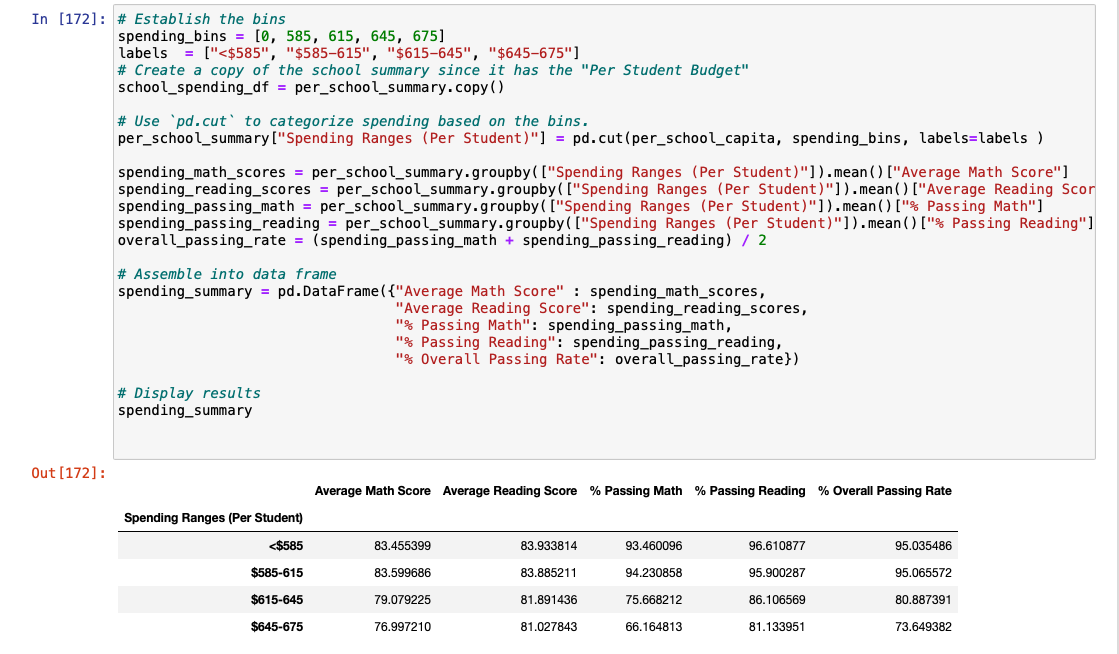 In [172]: # Establish the bins
spending_bins = [0, 585, 615, 645, 675]
labels  = ["<$585", "$585-615", "$615-645", "$645-675"]
# Create a copy of the school summary since it has the "Per Student Budget"
school_spending_df = per_school_summary.copy()
# Use `pd.cut` to categorize spending based on the bins.
per_school_summary["Spending Ranges (Per Student)"] = pd.cut(per_school_capita, spending_bins, labels=labels )
spending_math_scores = per_school_summary.groupby(["Spending Ranges (Per Student)"]).mean()["Average Math Score"]
spending_reading_scores = per_school_summary.groupby(["Spending Ranges (Per Student)"]).mean()["Average Reading Scor
spending_passing_math = per_school_summary.groupby(["Spending Ranges (Per Student)"]).mean()["% Passing Math"]
spending_passing_reading = per_school_summary.groupby(["Spending Ranges (Per Student)"]).mean()["% Passing Reading"]
overall_passing_rate = (spending_passing_math + spending_passing_reading) / 2
# Assemble into data frame
spending_summary = pd.DataFrame({"Average Math Score" : spending_math_scores,
"Average Reading Score": spending_reading_scores,
"% Passing Math": spending_passing_math,
"% Passing Reading": spending_passing_reading,
"% Overall Passing Rate": overall_passing_rate})
# Display results
spending_summary
Out[172]:
Average Math Score Average Reading Score % Passing Math % Passing Reading % Overall Passing Rate
Spending Ranges (Per Student)
<$585 83.455399 83.933814 93.460096 96.610877 95.035486
$585-615 83.599686 83.885211 94.230858 95.900287 95.065572
$615-645 79.079225 81.891436 75.668212 86.106569 80.887391
$645-675 76.997210 81.027843 66.164813 81.133951 73.649382